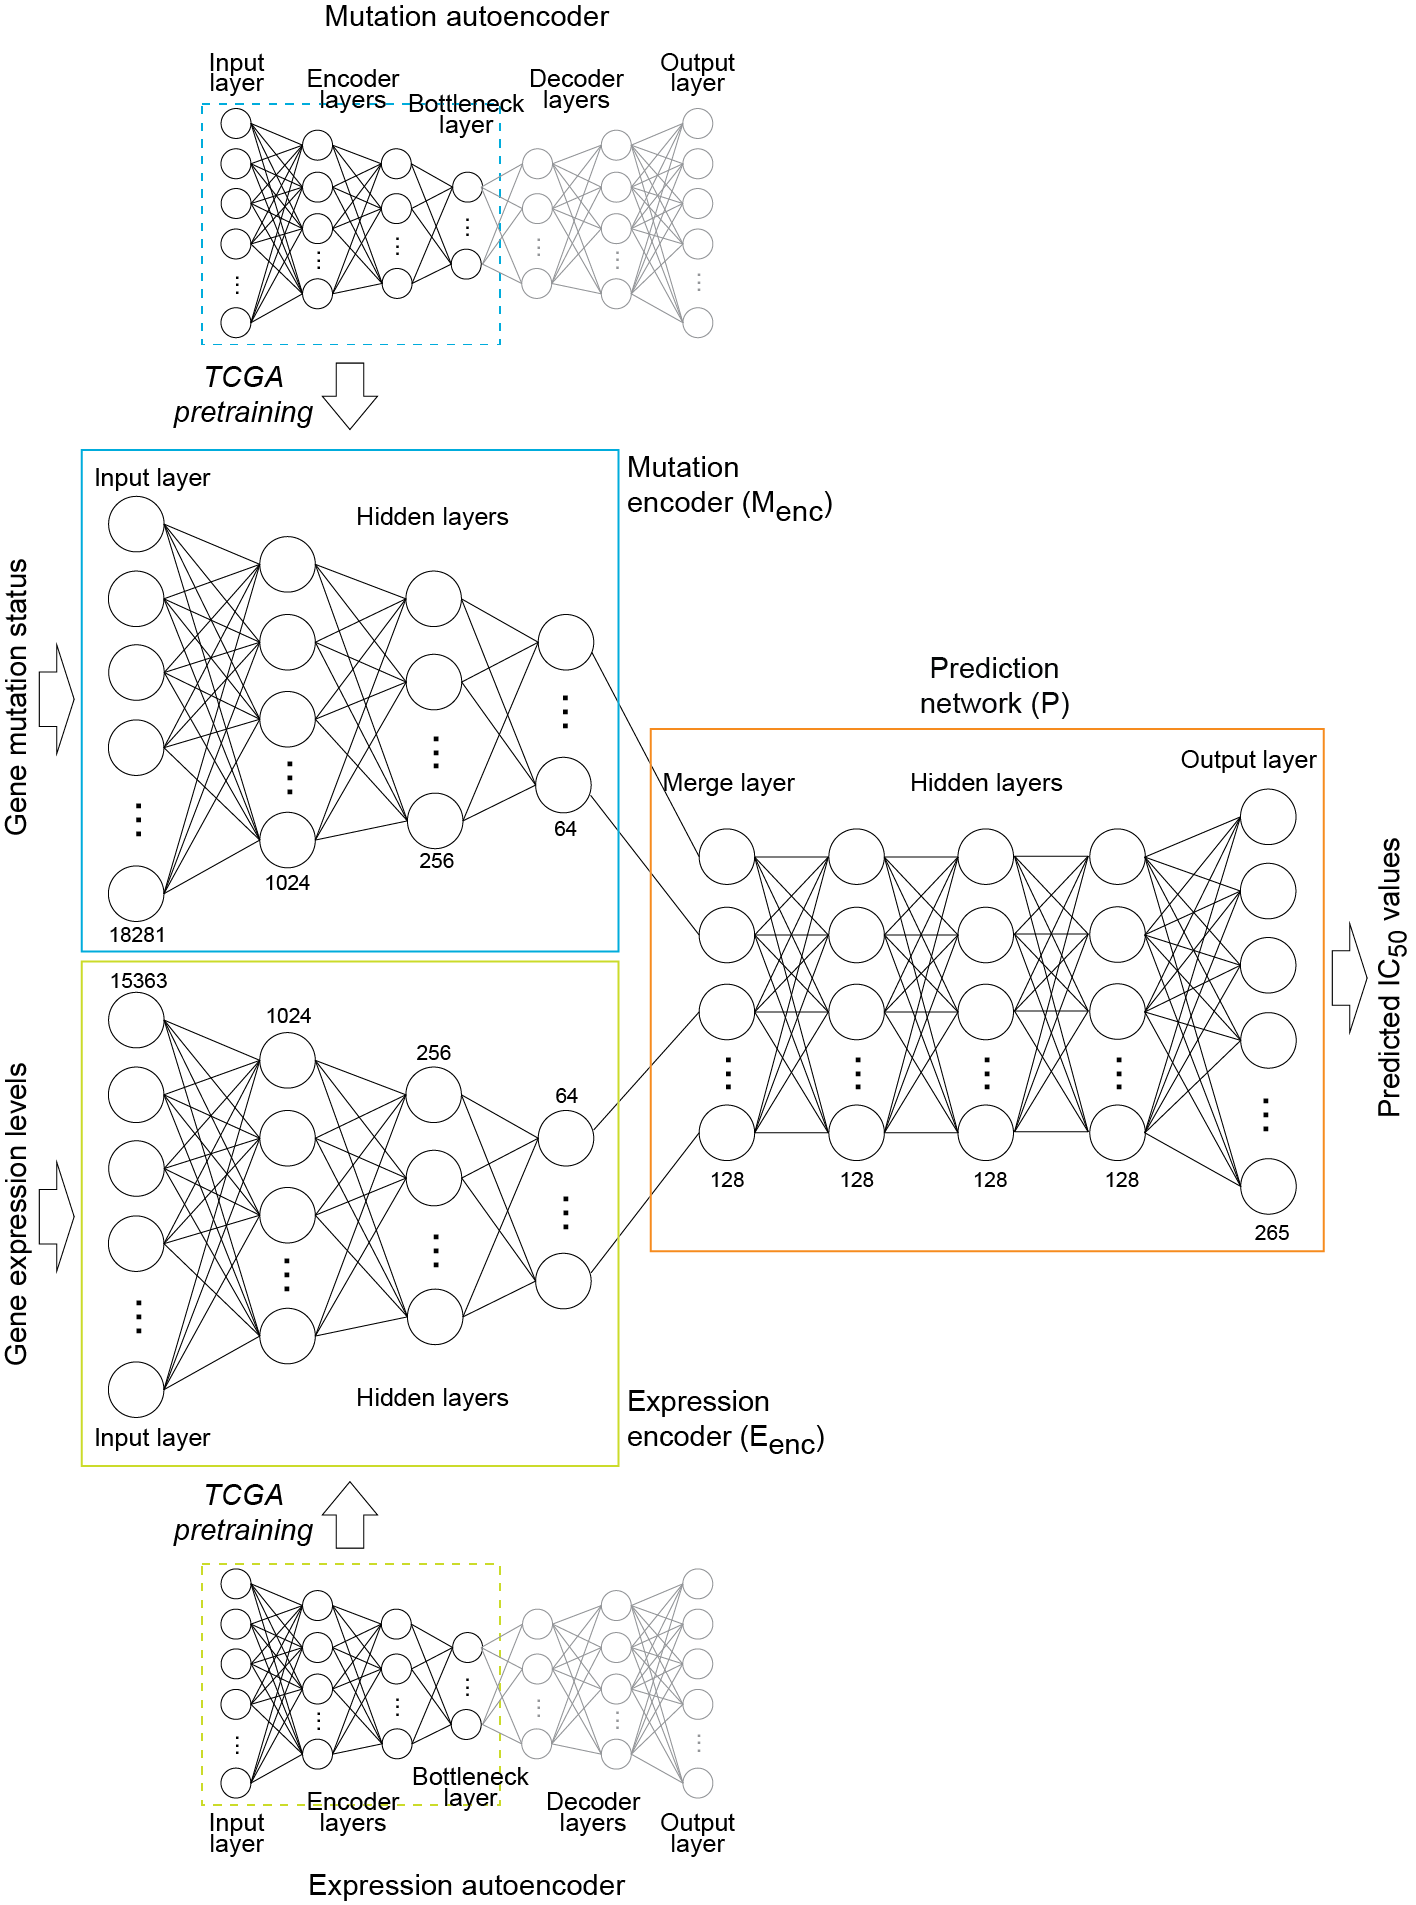 Mutation autoencoder
Input
layer
Encoder
layers
Bottleneck
layer
Decoder
layers
Output
layer
TCGA
pretraining
Gene mutation status
Input layer
Hidden layers
18281
1024
256
64
Mutation
encoder (Menc)
Prediction
network (P)
Merge layer
Hidden layers
Output layer
128
128
128
128
265
Predicted IC50 values
Gene expression levels
15363
1024
256
64
Hidden layers
Input layer
Expression
encoder (Eenc)
TCGA
pretraining
Input
layer
Encoder
layers
Bottleneck
layer
Decoder
layers
Output
layer
Expression autoencoder